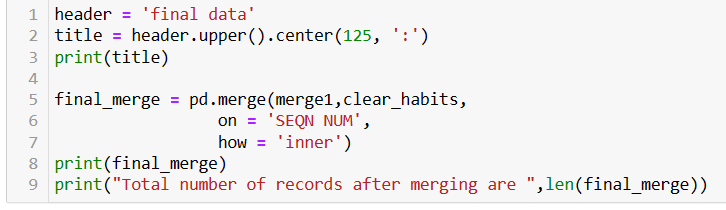 1 header = 'final data'
2 title = header.upper().center(125, ':')
3 print(title)
4
5 final_merge = pd.merge(merge1,clear_habits,
6 on = 'SEQN NUM',
7 how = 'inner')
8 print(final_merge)
9 print("Total number of records after merging are ",len(final_merge))